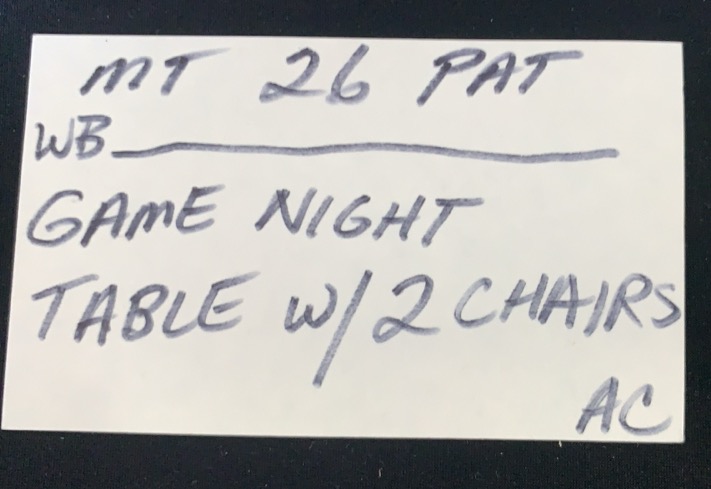 MT 26 PAT
WB
GAME NIGHT
TABLE W/2 CHAIRS
AC